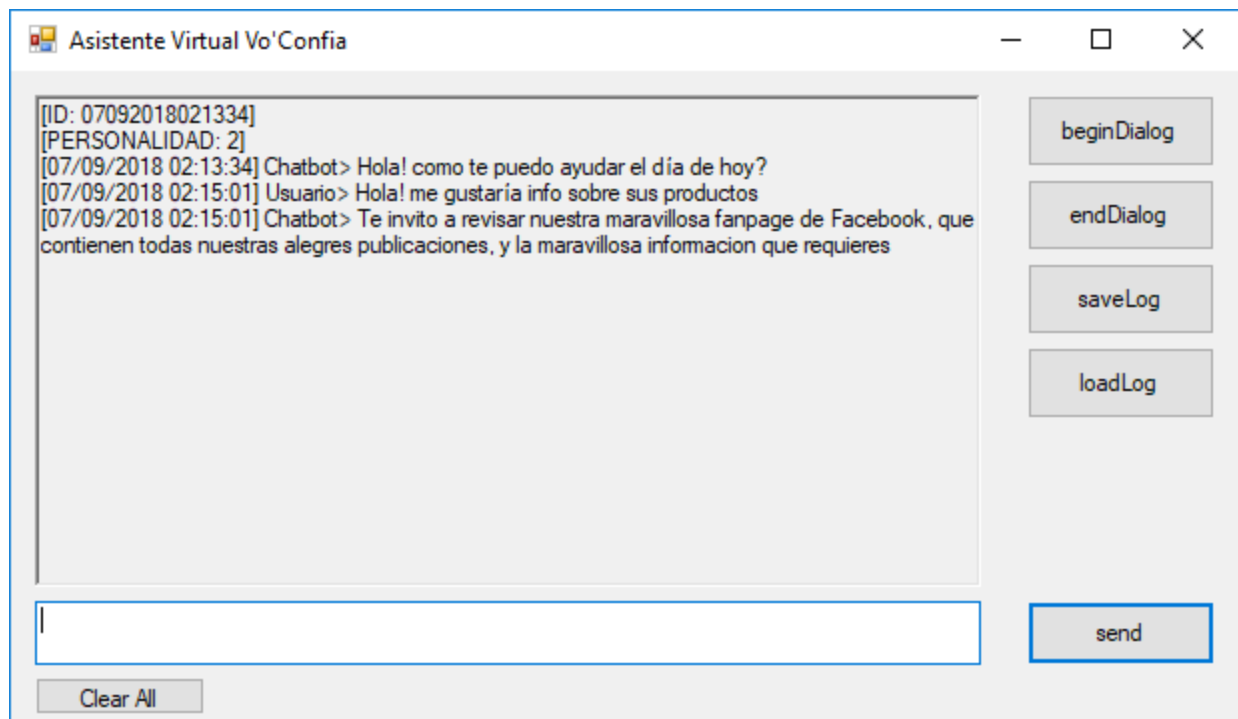 Asistente Virtual Vo'Confia
[ID: 07092018021334]
[PERSONALIDAD: 2]
[07/09/2018 02:13:34] Chatbot> Hola! como te puedo ayudar el día de hoy?
[07/09/2018 02:15:01] Usuario> Hola! me gustaría info sobre sus productos
[07/09/2018 02:15:01] Chatbot> Te invito a revisar nuestra maravillosa fanpage de Facebook, que
contienen todas nuestras alegres publicaciones, y la maravillosa informacion que requieres
beginDialog
endDialog
saveLog
loadLog
send
Clear All